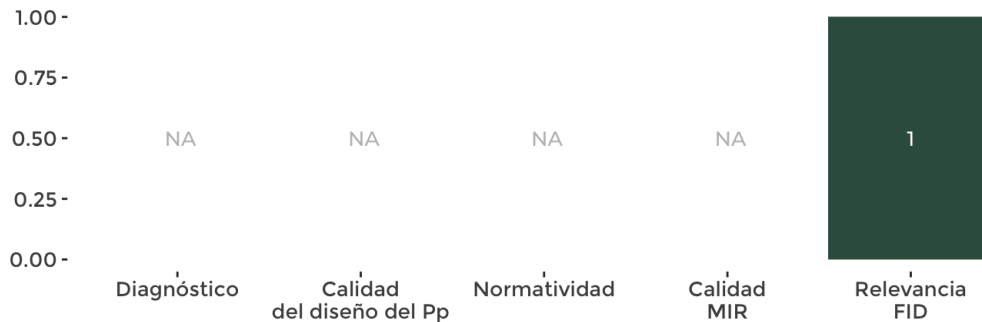 1.00
0.75
0.50
0.25
0.00
NA
NA
NA
NA
1
Diagnóstico
Calidad
del diseño del Pp
Normatividad
Calidad
MIR
Relevancia
FID